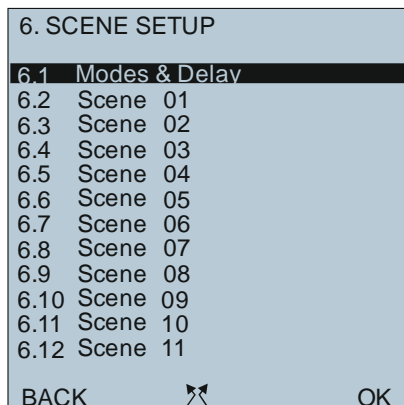 6. SCENE SETUP
6.1 Modes & Delay
6.2 Scene 01
6.3 Scene 02
6.4 Scene 03
6.5 Scene 04
6.6 Scene 05
6.7 Scene 06
6.8 Scene 07
6.9 Scene 08
6.10 Scene 09
6.11 Scene 10
6.12 Scene 11
BACK OK